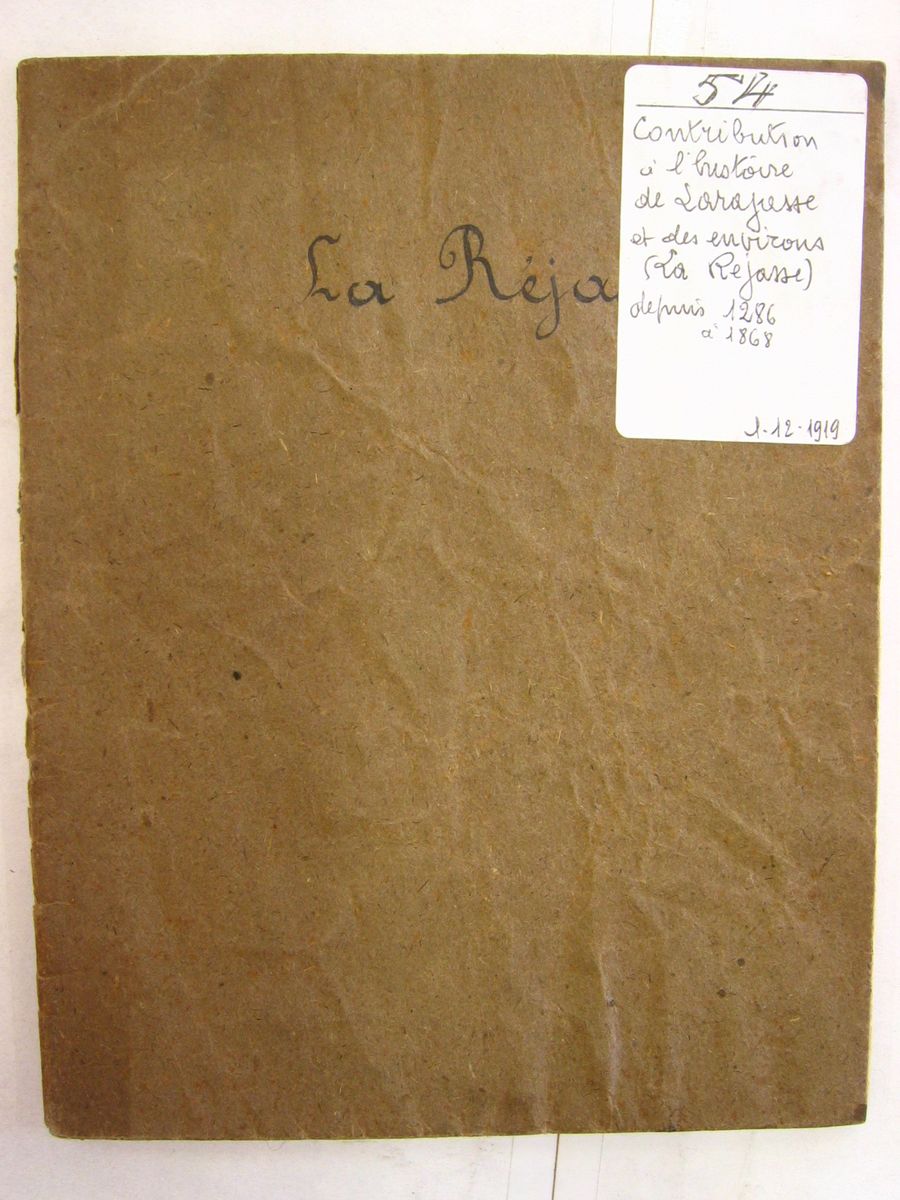 54
Contribution
à l'histoire
de Larajasse
et des environs
(La Réjasse)
depuis 1286
à 1868
1-12-1919
La Réja